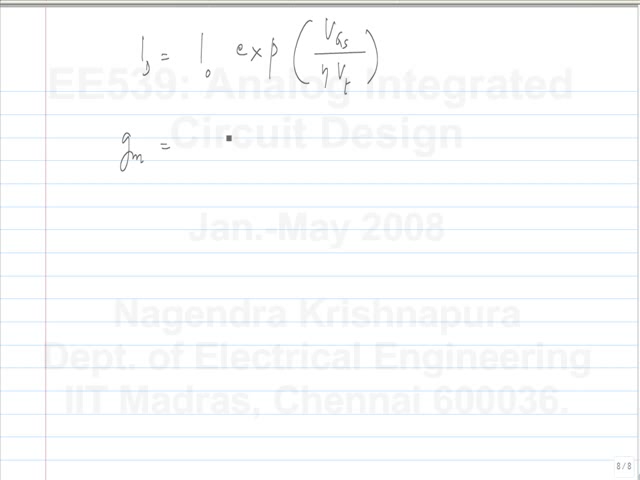 I_D = I_0 exp ( V_GS / η V_t )
g_m =
EE539: Analog Integrated
Circuit Design
Jan.-May 2008
Nagendra Krishnapura
Dept. of Electrical Engineering
IIT Madras, Chennai 600036.
8/8